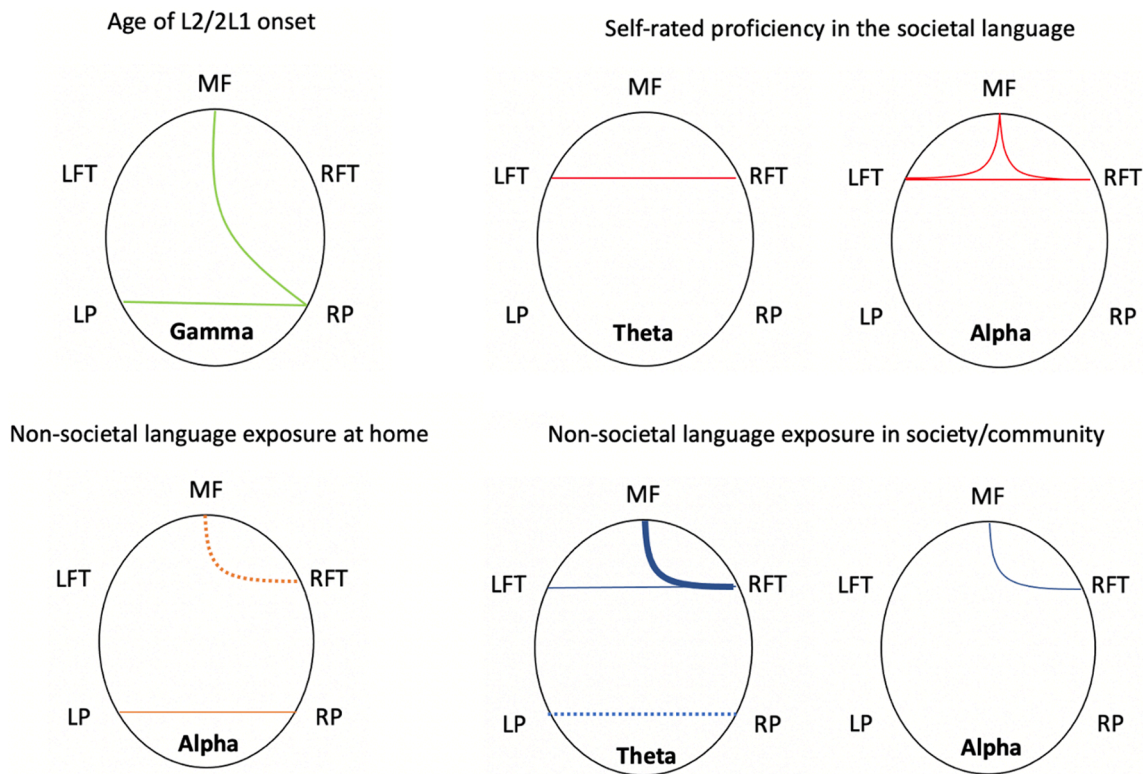 Age of L2/2L1 onset
Self-rated proficiency in the societal language
MF
LFT
RFT
LP
RP
Gamma
MF
LFT
RFT
LP
RP
Theta
MF
LFT
RFT
LP
RP
Alpha
Non-societal language exposure at home
Non-societal language exposure in society/community
MF
LFT
RFT
LP
RP
Alpha
MF
LFT
RFT
LP
RP
Theta
MF
LFT
RFT
LP
RP
Alpha